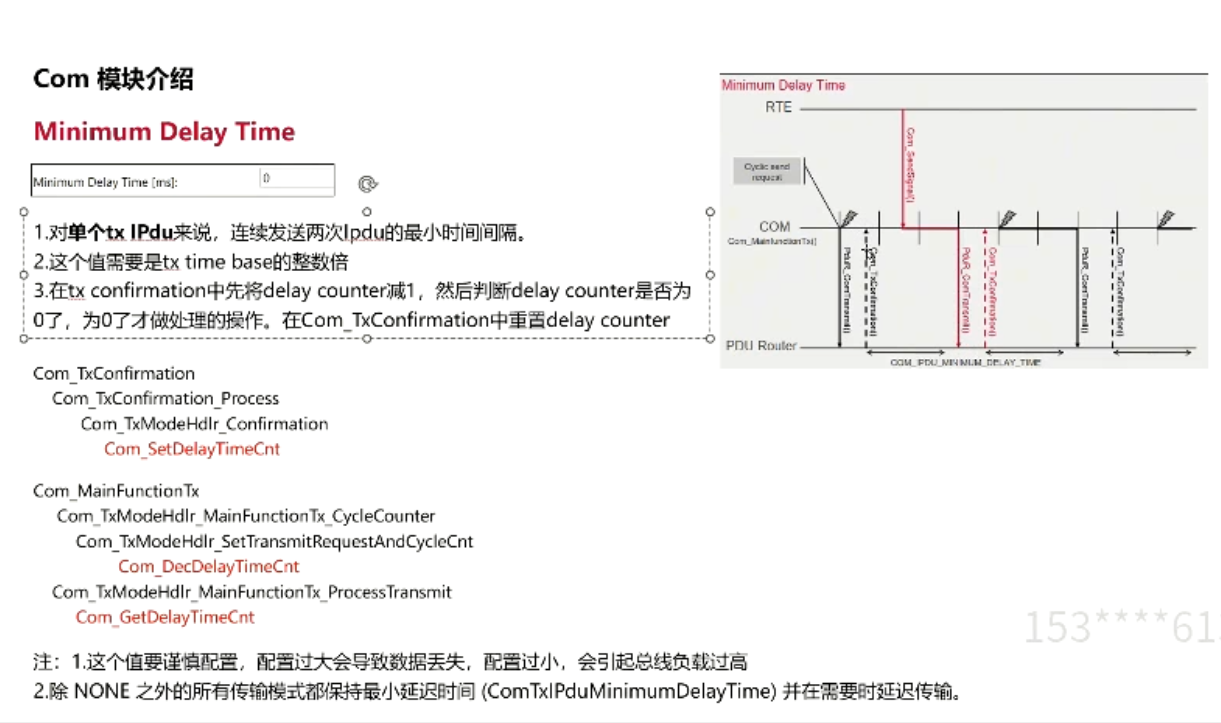 Com 模块介绍
Minimum Delay Time
Minimum Delay Time [ms]: 0
1.对单个tx IPdu来说，连续发送两次Ipdu的最小时间间隔。
2.这个值需要是tx time base的整数倍
3.在tx confirmation中先将delay counter减1，然后判断delay counter是否为
0了，为0了才做处理的操作。在Com_TxConfirmation中重置delay counter
Com_TxConfirmation
Com_TxConfirmation_Process
Com_TxModeHdlr_Confirmation
Com_SetDelayTimeCnt
Com_MainFunctionTx
Com_TxModeHdlr_MainFunctionTx_CycleCounter
Com_TxModeHdlr_SetTransmitRequestAndCycleCnt
Com_DecDelayTimeCnt
Com_TxModeHdlr_MainFunctionTx_ProcessTransmit
Com_GetDelayTimeCnt
注：1.这个值要谨慎配置，配置过大会导致数据丢失，配置过小，会引起总线负载过高
2.除 NONE 之外的所有传输模式都保持最小延迟时间 (ComTxIPduMinimumDelayTime) 并在需要时延迟传输。
Minimum Delay Time
RTE
Com_SendSignal()
Cyclic send
request
COM
Com_MainfunctionTx()
PduR_ComTransmit()
Com_TxConfirmation()
PduR_ComTransmit()
Com_TxConfirmation()
PduR_ComTransmit()
Com_TxConfirmation()
PDU Router
COM_IPDU_MINIMUM_DELAY_TIME
153****61